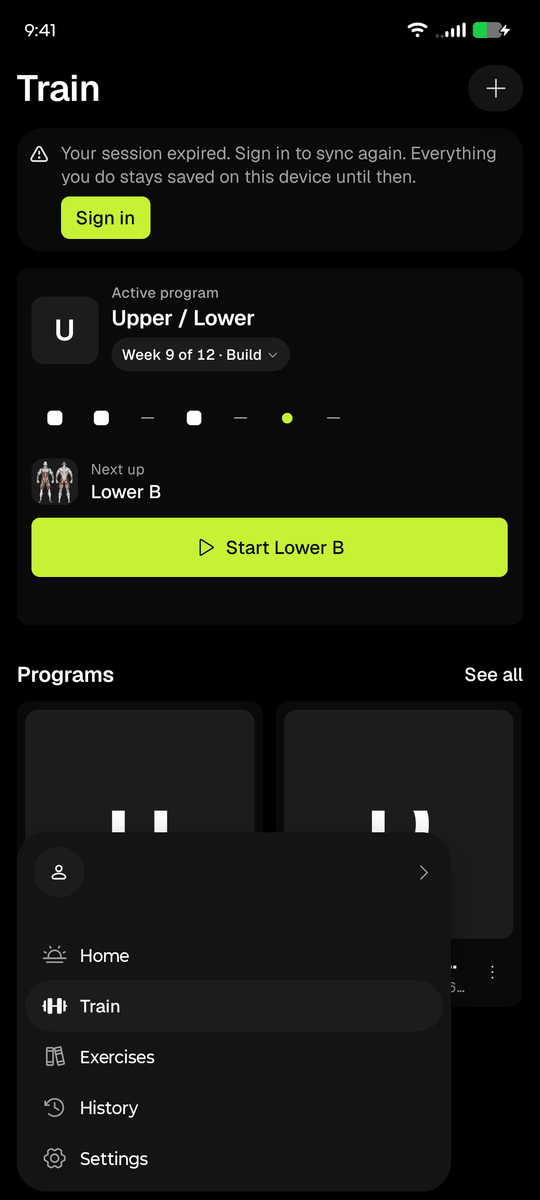 9:41
Train
Your session expired. Sign in to sync again. Everything
you do stays saved on this device until then.
Sign in
Active program
U
Upper / Lower
Week 9 of 12 · Build
Next up
Lower B
Start Lower B
Programs
See all
6…
Home
Train
Exercises
History
Settings